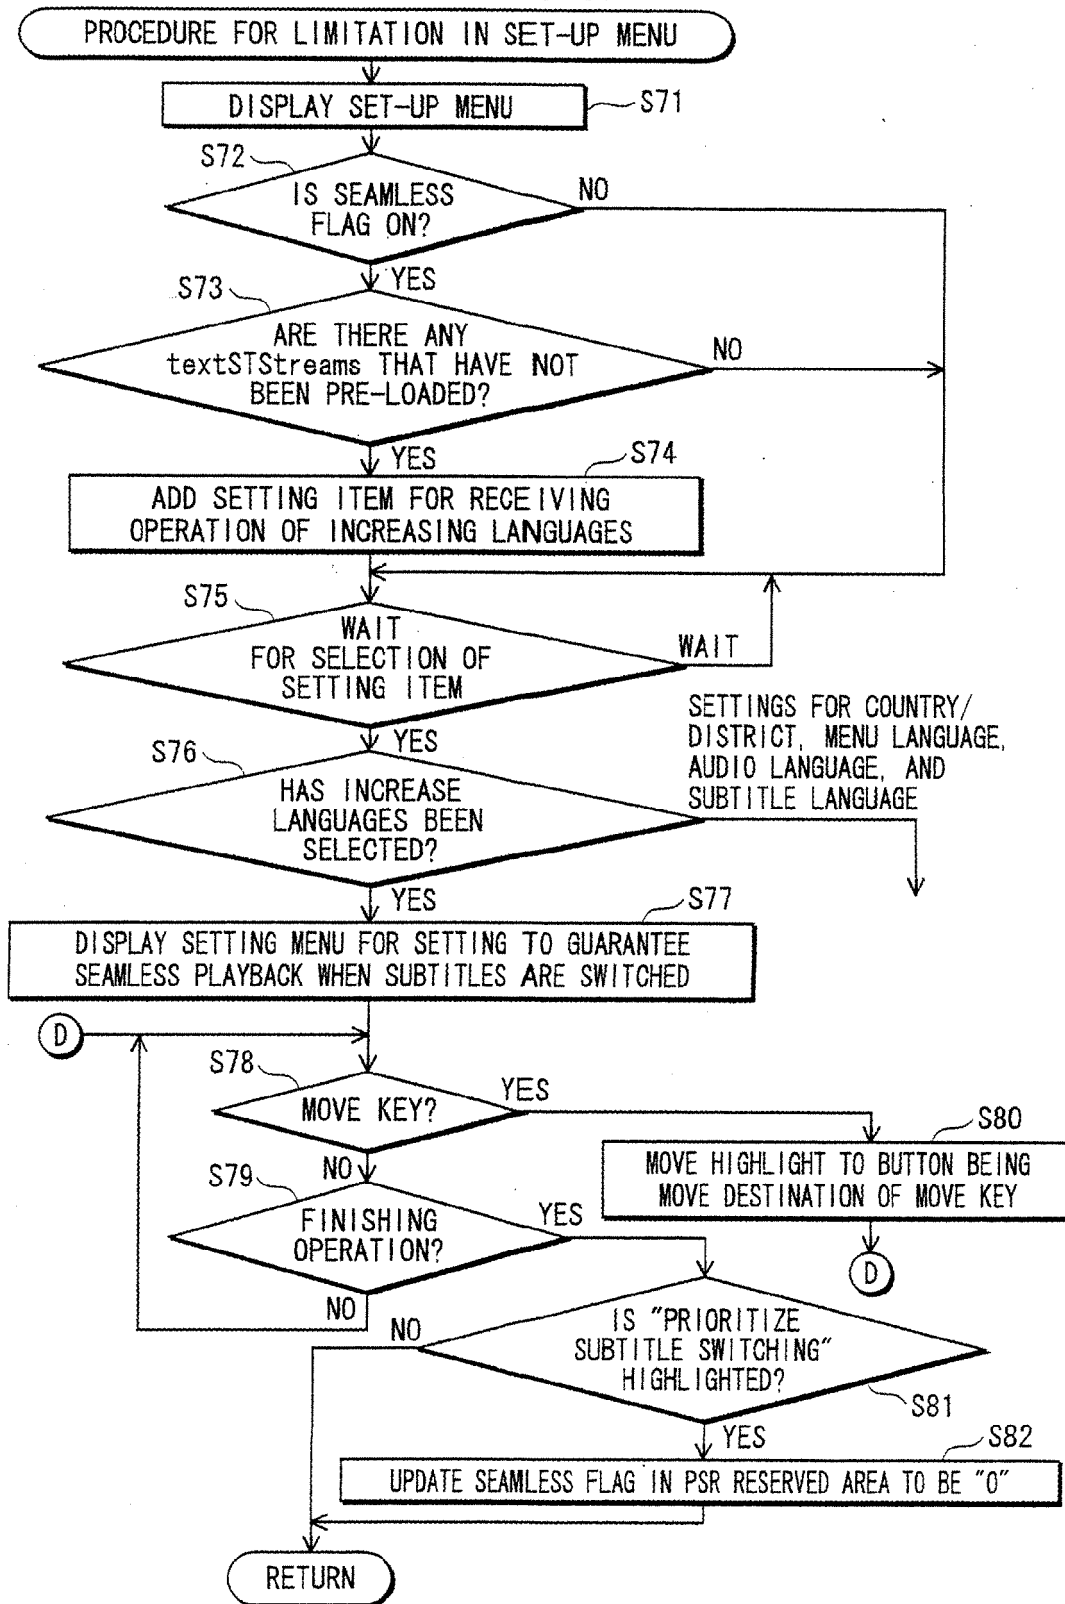 PROCEDURE FOR LIMITATION IN SET-UP MENU
DISPLAY SET-UP MENU
S71
S72
IS SEAMLESS
FLAG ON?
NO
YES
S73
ARE THERE ANY
textSTStreams THAT HAVE NOT
BEEN PRE-LOADED?
NO
YES
S74
ADD SETTING ITEM FOR RECEIVING
OPERATION OF INCREASING LANGUAGES
S75
WAIT
FOR SELECTION OF
SETTING ITEM
WAIT
YES
SETTINGS FOR COUNTRY/
DISTRICT, MENU LANGUAGE,
AUDIO LANGUAGE, AND
SUBTITLE LANGUAGE
S76
HAS INCREASE
LANGUAGES BEEN
SELECTED?
YES
S77
DISPLAY SETTING MENU FOR SETTING TO GUARANTEE
SEAMLESS PLAYBACK WHEN SUBTITLES ARE SWITCHED
D
S78
MOVE KEY?
YES
NO
S80
MOVE HIGHLIGHT TO BUTTON BEING
MOVE DESTINATION OF MOVE KEY
D
S79
FINISHING
OPERATION?
YES
NO
NO
IS "PRIORITIZE
SUBTITLE SWITCHING"
HIGHLIGHTED?
S81
YES
S82
UPDATE SEAMLESS FLAG IN PSR RESERVED AREA TO BE "0"
RETURN